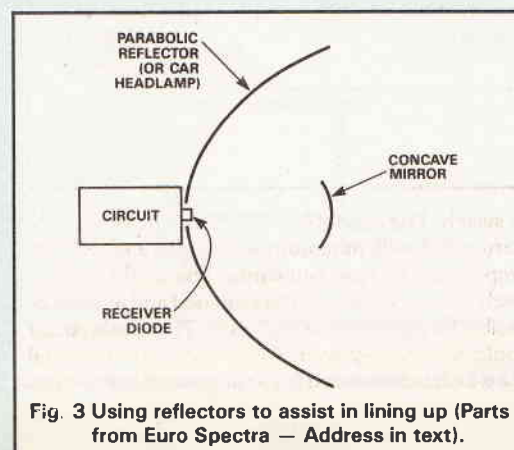 PARABOLIC
REFLECTOR
(OR CAR
HEADLAMP)
CONCAVE
MIRROR
CIRCUIT
RECEIVER
DIODE
Fig. 3 Using reflectors to assist in lining up (Parts
from Euro Spectra — Address in text).